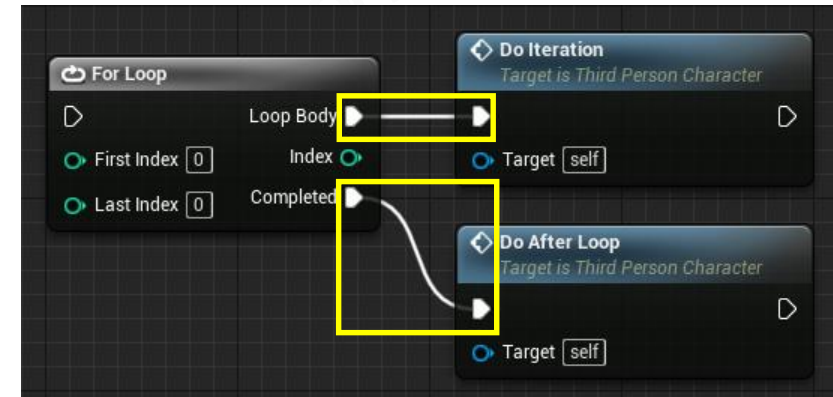 For Loop
Loop Body
First Index 0
Index
Last Index 0
Completed
Do Iteration
Target is Third Person Character
Target self
Do After Loop
Target is Third Person Character
Target self